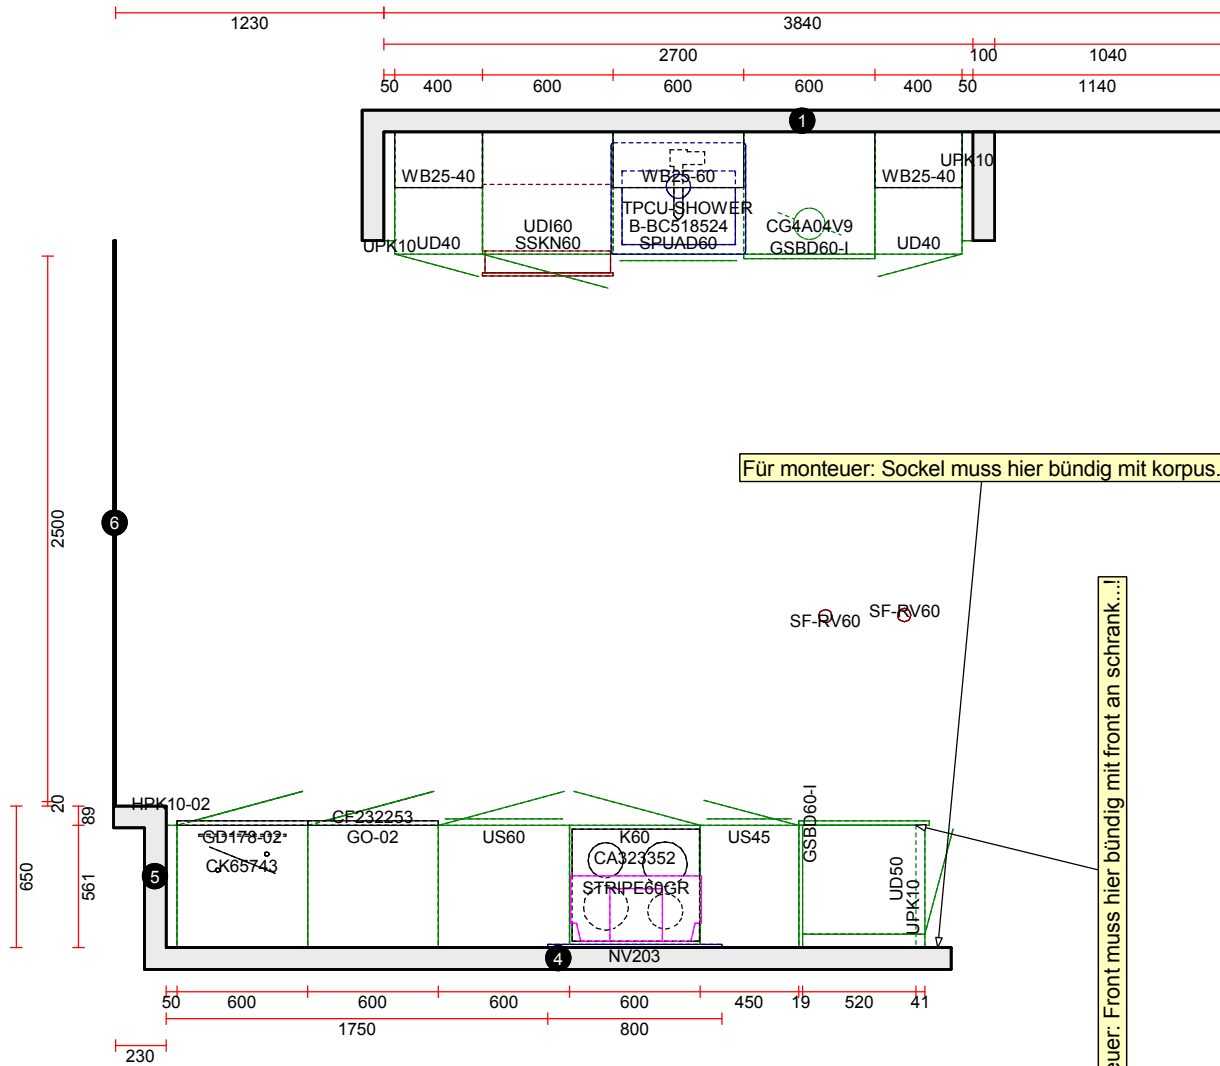 1230
3840
2700
100
1040
50
400
600
600
600
400
50
1140
1
UPK10
WB25-40
WB25-60
WB25-40
TPCU-SHOWER
UDI60
B-BC518524
CG4A04V9
UPK10
UD40
SSKN60
SPUAD60
GSBD60-I
UD40
Für monteuer: Sockel muss hier bündig mit korpus.
6
2500
SF-RV60
SF-RV60
euer: Front muss hier bündig mit front an schrank...!
20
HPK10-02
89
CF232253
GSBD60-I
GD178-02
GO-02
US60
K60
US45
CK65743
CA323352
5
650
561
STRIPE60GR
UD50
UPK10
4
NV203
50
600
600
600
600
450
19
520
41
1750
800
230